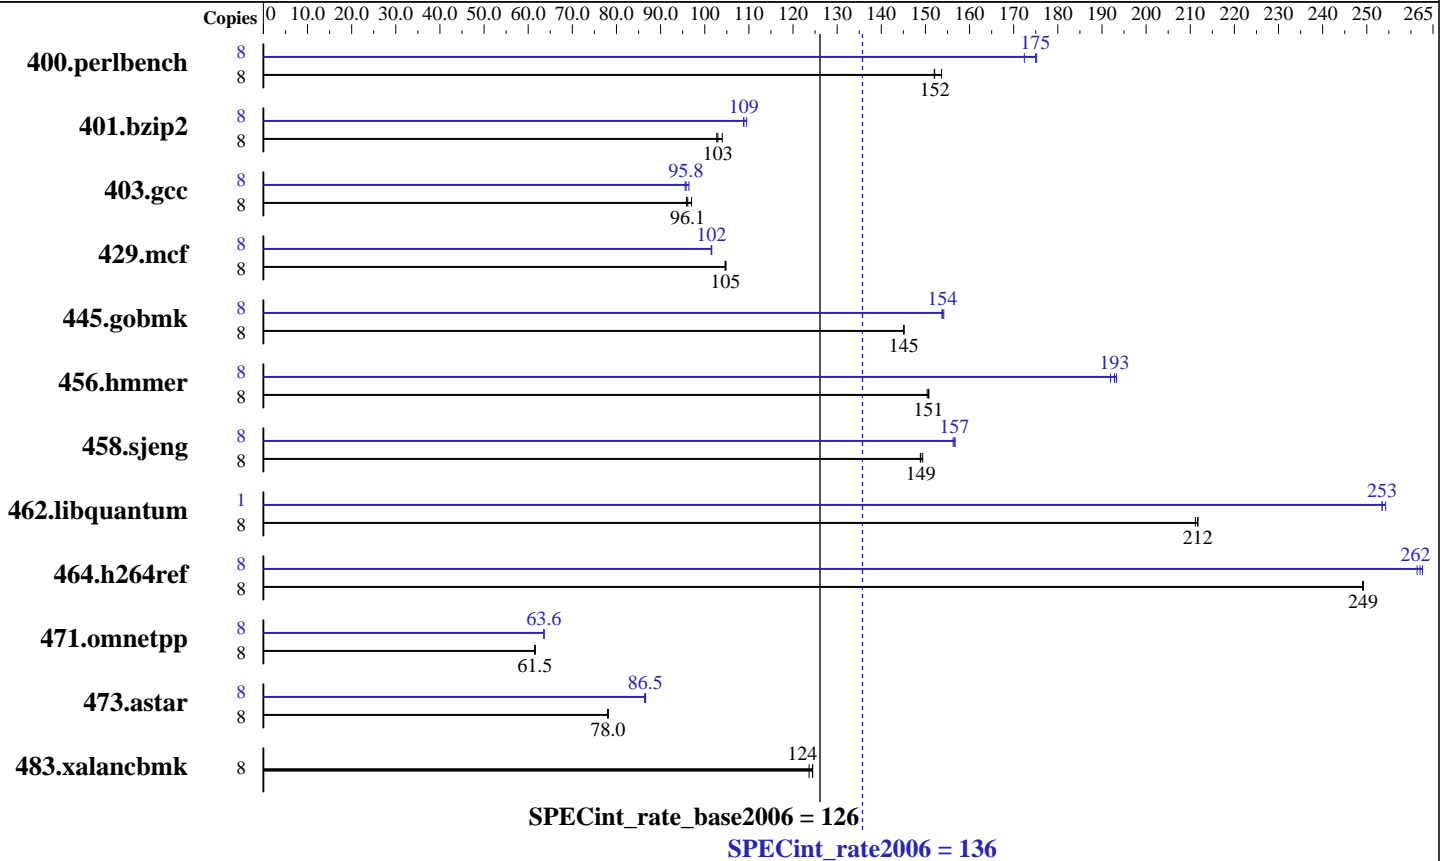 Copies 0 10.0 20.0 30.0 40.0 50.0 60.0 70.0 80.0 90.0 100 110 120 130 140 150 160 170 180 190 200 210 220 230 240 250 265
400.perlbench 8 175
8 152
401.bzip2 8 109
8 103
403.gcc 8 95.8
8 96.1
429.mcf 8 102
8 105
445.gobmk 8 154
8 145
456.hmmer 8 193
8 151
458.sjeng 8 157
8 149
462.libquantum 1 253
8 212
464.h264ref 8 262
8 249
471.omnetpp 8 63.6
8 61.5
473.astar 8 86.5
8 78.0
483.xalancbmk 8 124
SPECint_rate_base2006 = 126
SPECint_rate2006 = 136